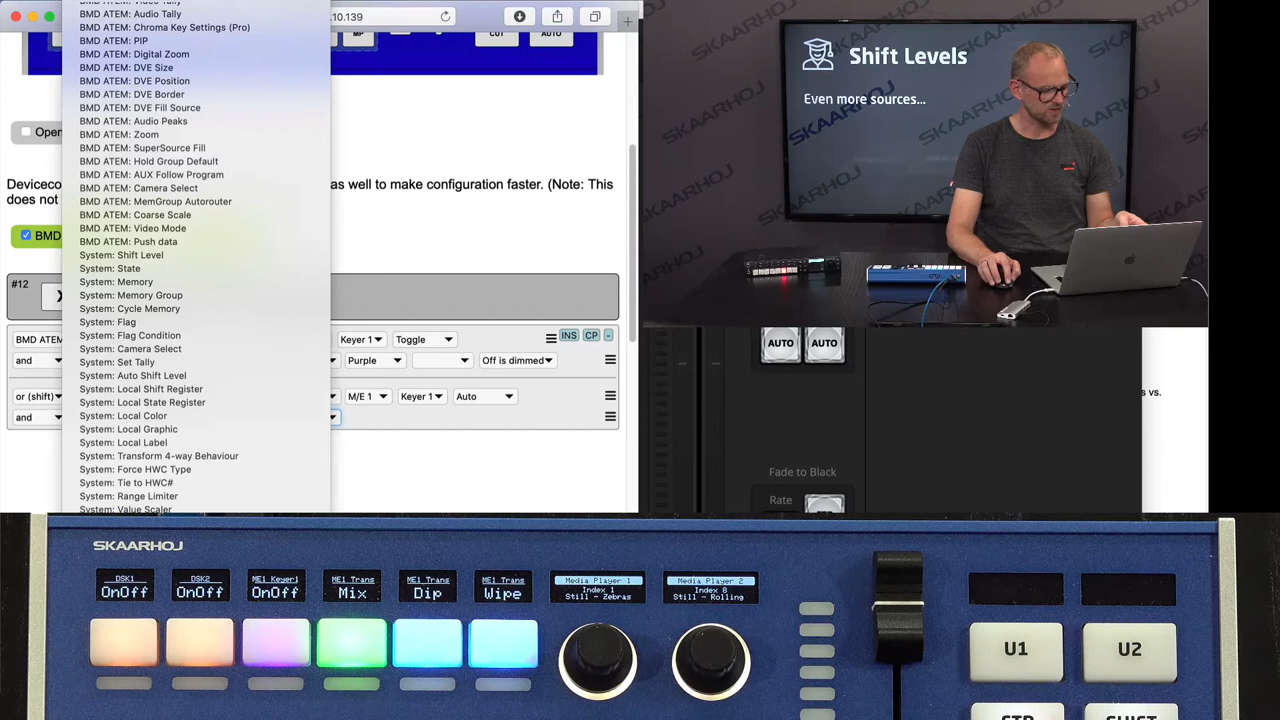 BMD ATEM: Video Tally
BMD ATEM: Audio Tally
BMD ATEM: Chroma Key Settings (Pro)
BMD ATEM: PIP
BMD ATEM: Digital Zoom
BMD ATEM: DVE Size
BMD ATEM: DVE Position
BMD ATEM: DVE Border
BMD ATEM: DVE Fill Source
BMD ATEM: Audio Peaks
BMD ATEM: Zoom
BMD ATEM: SuperSource Fill
BMD ATEM: Hold Group Default
BMD ATEM: AUX Follow Program
BMD ATEM: Camera Select
BMD ATEM: MemGroup Autorouter
BMD ATEM: Coarse Scale
BMD ATEM: Video Mode
BMD ATEM: Push data
System: Shift Level
System: State
System: Memory
System: Memory Group
System: Cycle Memory
System: Flag
System: Flag Condition
System: Camera Select
System: Set Tally
System: Auto Shift Level
System: Local Shift Register
System: Local State Register
System: Local Color
System: Local Graphic
System: Local Label
System: Transform 4-way Behaviour
System: Force HWC Type
System: Tie to HWC#
System: Range Limiter
System: Value Scaler
10.139
MP
CUT
AUTO
Open
Deviceco as well to make configuration faster. (Note: This
does not
BMD
#12
BMD ATEM Keyer 1 Toggle INS CP -
and Purple Off is dimmed
or (shift) M/E 1 Keyer 1 Auto
and
SKAARHOJ
Shift Levels
Even more sources...
SKAARHOJ
AUTO AUTO
s vs.
Fade to Black
Rate
SKAARHOJ
DSK1
OnOff
DSK2
OnOff
ME1 Keyer1
OnOff
ME1 Trans
Mix
ME1 Trans
Dip
ME1 Trans
Wipe
Media Player 1
Index 1
Still - Zebras
Media Player 2
Index 8
Still - Rolling
U1
U2
STR
SHIFT